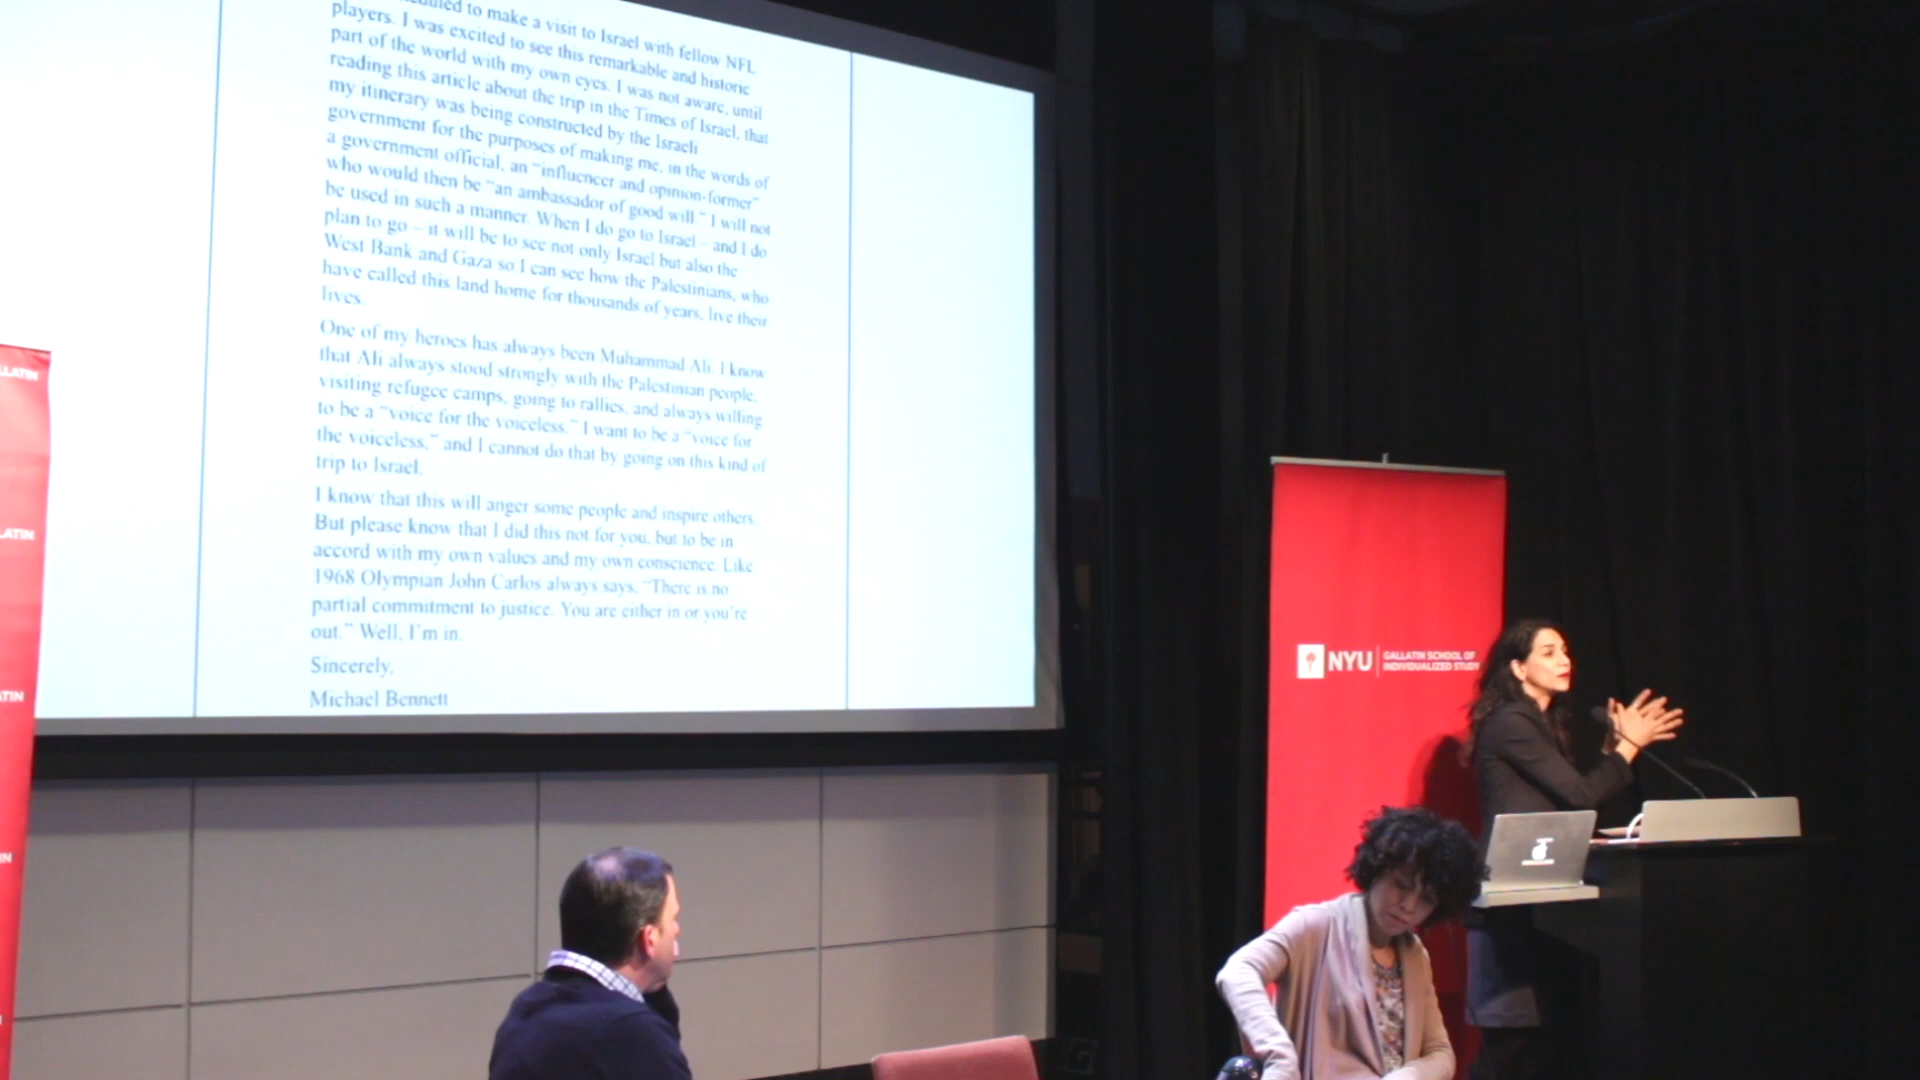 to make a visit to Israel with fellow NFL
players. I was excited to see this remarkable and historic
part of the world with my own eyes. I was not aware, until
reading this article about the trip in the Times of Israel, that
my itinerary was being constructed by the Israeli
government for the purposes of making me, in the words of
a government official, an "influencer and opinion-former"
who would then be "an ambassador of good will." I will not
be used in such a manner. When I do go to Israel – and I do
plan to go – it will be to see not only Israel but also the
West Bank and Gaza so I can see how the Palestinians, who
have called this land home for thousands of years, live their
lives.
One of my heroes has always been Muhammad Ali. I know
that Ali always stood strongly with the Palestinian people,
visiting refugee camps, going to rallies, and always willing
to be a "voice for the voiceless." I want to be a "voice for
the voiceless," and I cannot do that by going on this kind of
trip to Israel.
I know that this will anger some people and inspire others.
But please know that I did this not for you, but to be in
accord with my own values and my own conscience. Like
1968 Olympian John Carlos always says, "There is no
partial commitment to justice. You are either in or you're
out." Well, I'm in.
Sincerely,
Michael Bennett
LLATIN
LATIN
ATIN
IN
NYU
GALLATIN SCHOOL OF
INDIVIDUALIZED STUDY